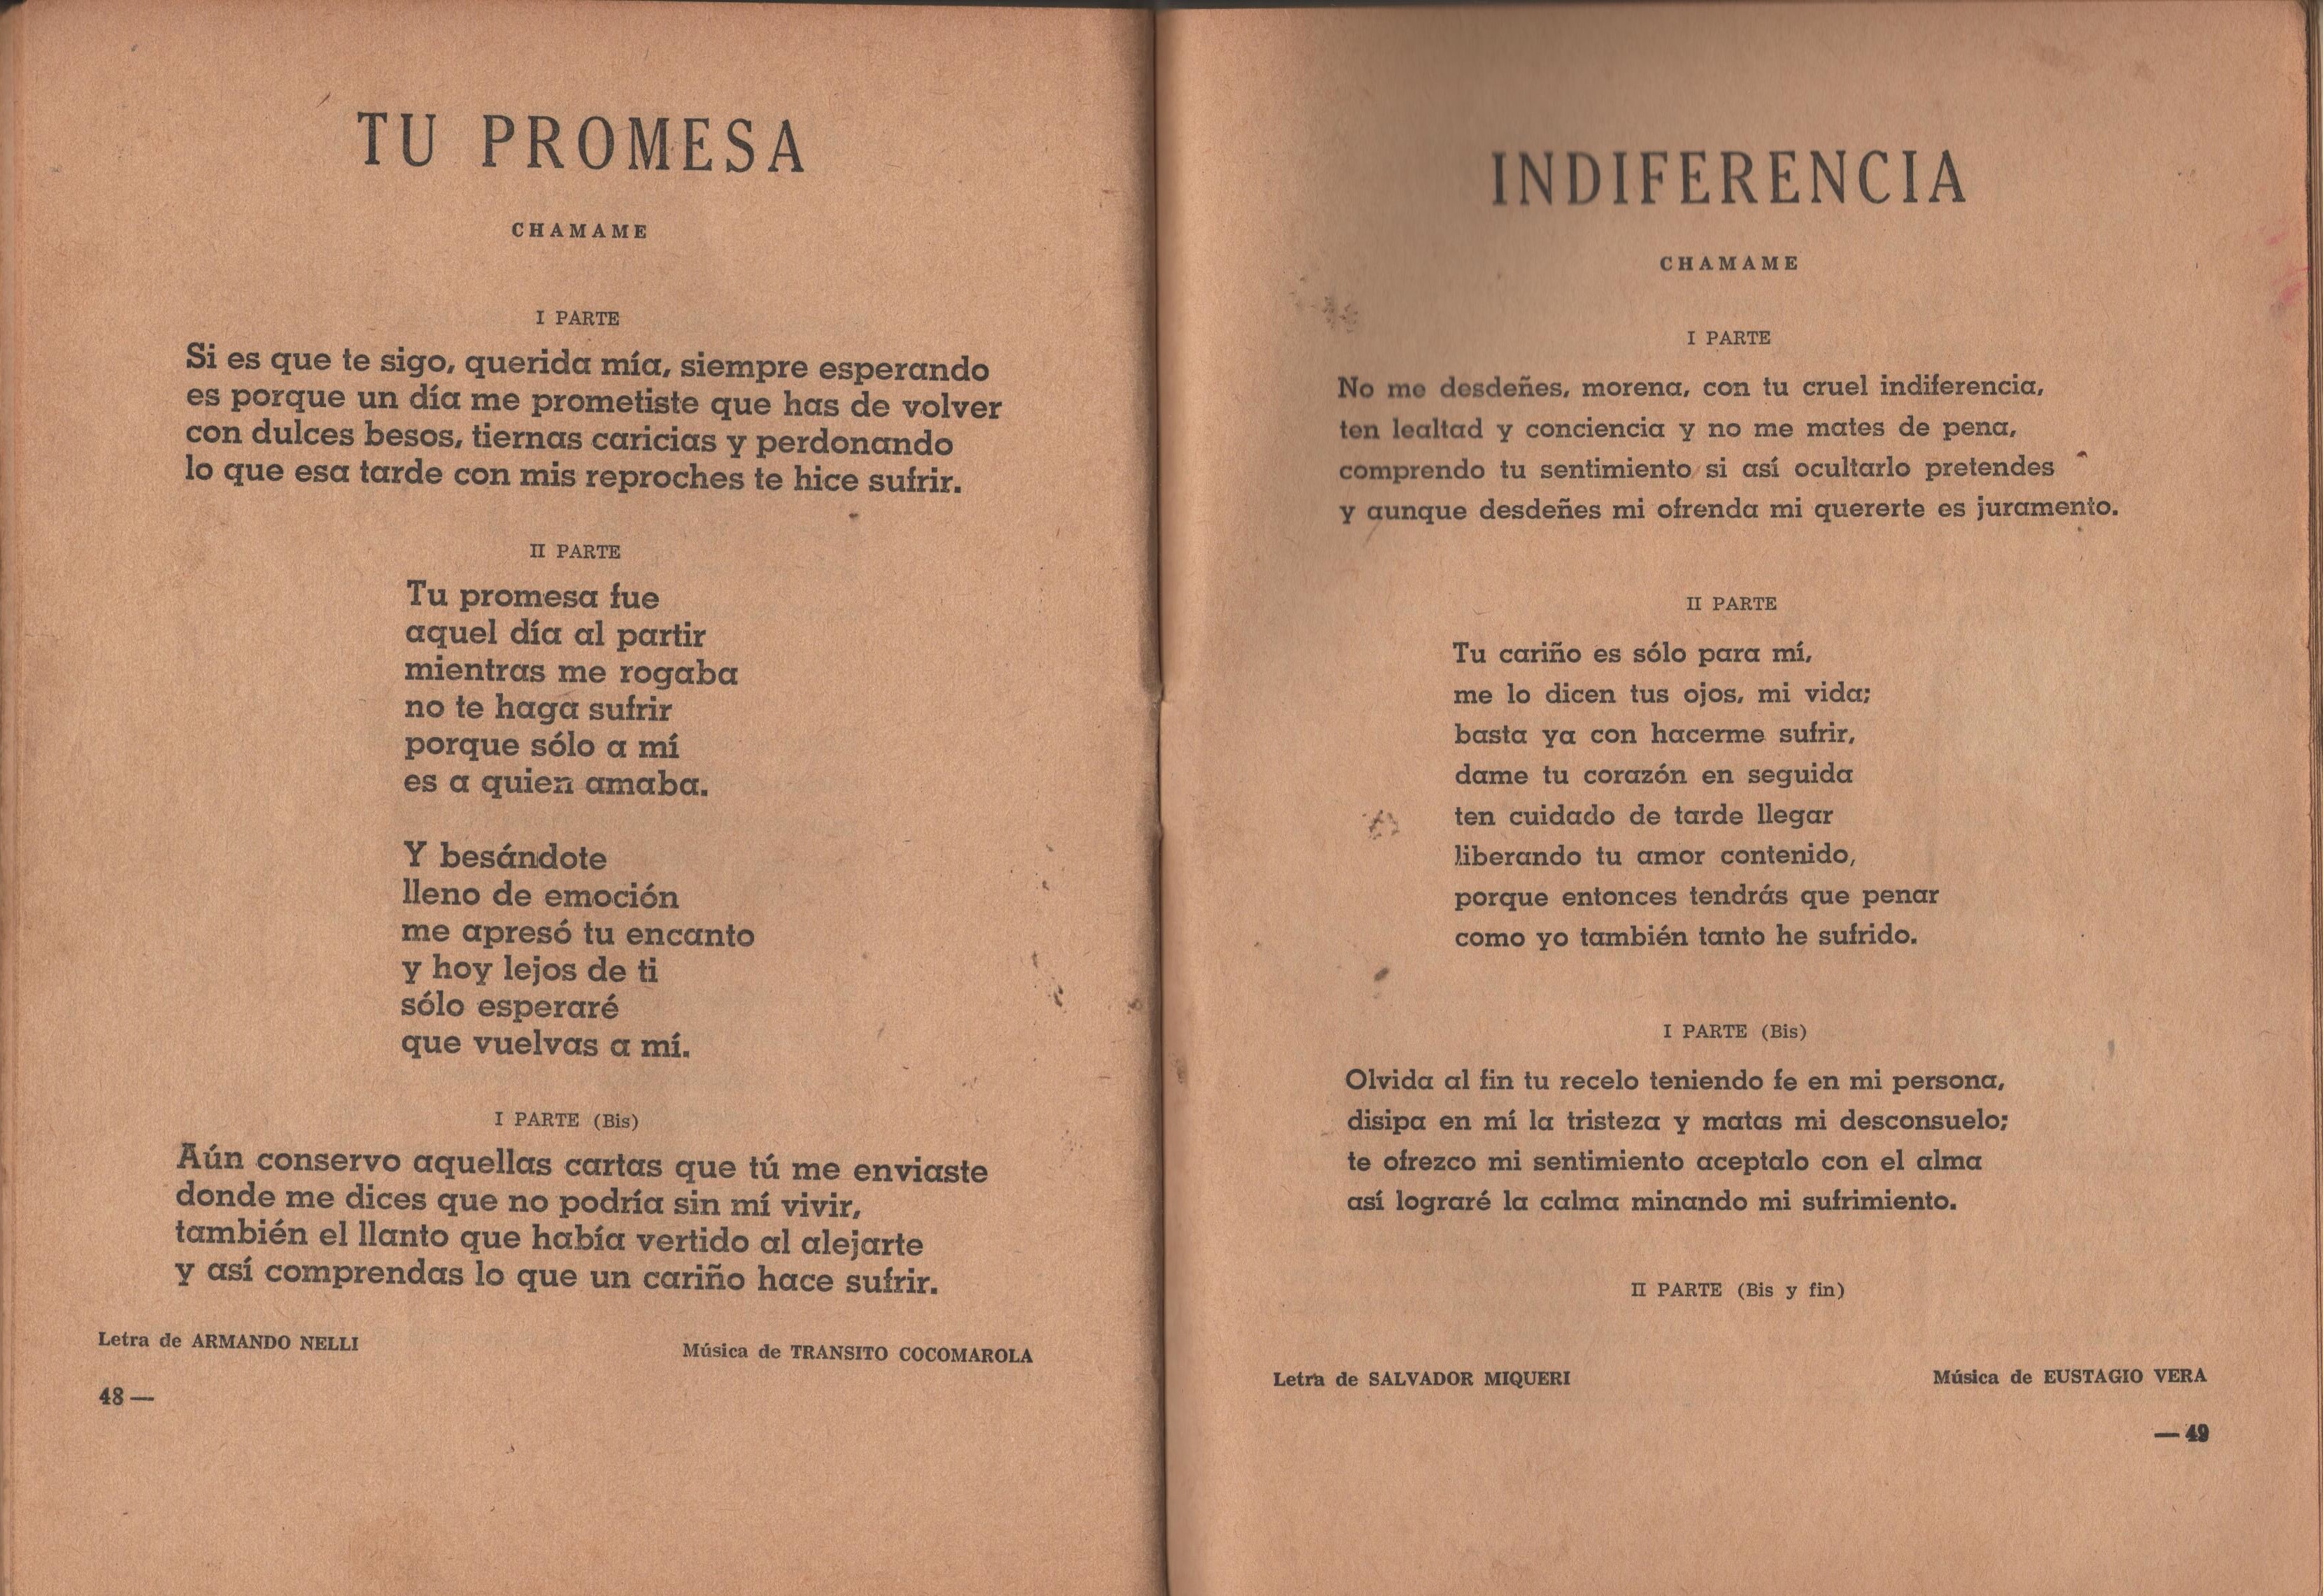 TU PROMESA
CHAMAME
I PARTE
Si es que te sigo, querida mía, siempre esperando
es porque un día me prometiste que has de volver
con dulces besos, tiernas caricias y perdonando
lo que esa tarde con mis reproches te hice sufrir.
II PARTE
Tu promesa fue
aquel día al partir
mientras me rogaba
no te haga sufrir
porque sólo a mí
es a quien amaba.
Y besándote
lleno de emoción
me apresó tu encanto
y hoy lejos de ti
sólo esperaré
que vuelvas a mí.
I PARTE (Bis)
Aún conservo aquellas cartas que tú me enviaste
donde me dices que no podría sin mí vivir,
también el llanto que había vertido al alejarte
y así comprendas lo que un cariño hace sufrir.
Letra de ARMANDO NELLI
Música de TRANSITO COCOMAROLA
48 —
INDIFERENCIA
CHAMAME
I PARTE
No me desdeñes, morena, con tu cruel indiferencia,
ten lealtad y conciencia y no me mates de pena,
comprendo tu sentimiento si así ocultarlo pretendes
y aunque desdeñes mi ofrenda mi quererte es juramento.
II PARTE
Tu cariño es sólo para mí,
me lo dicen tus ojos, mi vida;
basta ya con hacerme sufrir,
dame tu corazón en seguida
ten cuidado de tarde llegar
liberando tu amor contenido,
porque entonces tendrás que penar
como yo también tanto he sufrido.
I PARTE (Bis)
Olvida al fin tu recelo teniendo fe en mi persona,
disipa en mí la tristeza y matas mi desconsuelo;
te ofrezco mi sentimiento aceptalo con el alma
así lograré la calma minando mi sufrimiento.
II PARTE (Bis y fin)
Letra de SALVADOR MIQUERI
Música de EUSTAGIO VERA
— 49